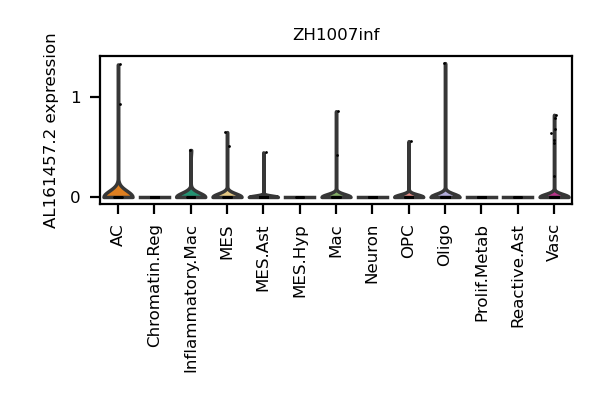 ZH1007inf
AL161457.2 expression
1
0
AC
Chromatin.Reg
Inflammatory.Mac
MES
MES.Ast
MES.Hyp
Mac
Neuron
OPC
Oligo
Prolif.Metab
Reactive.Ast
Vasc